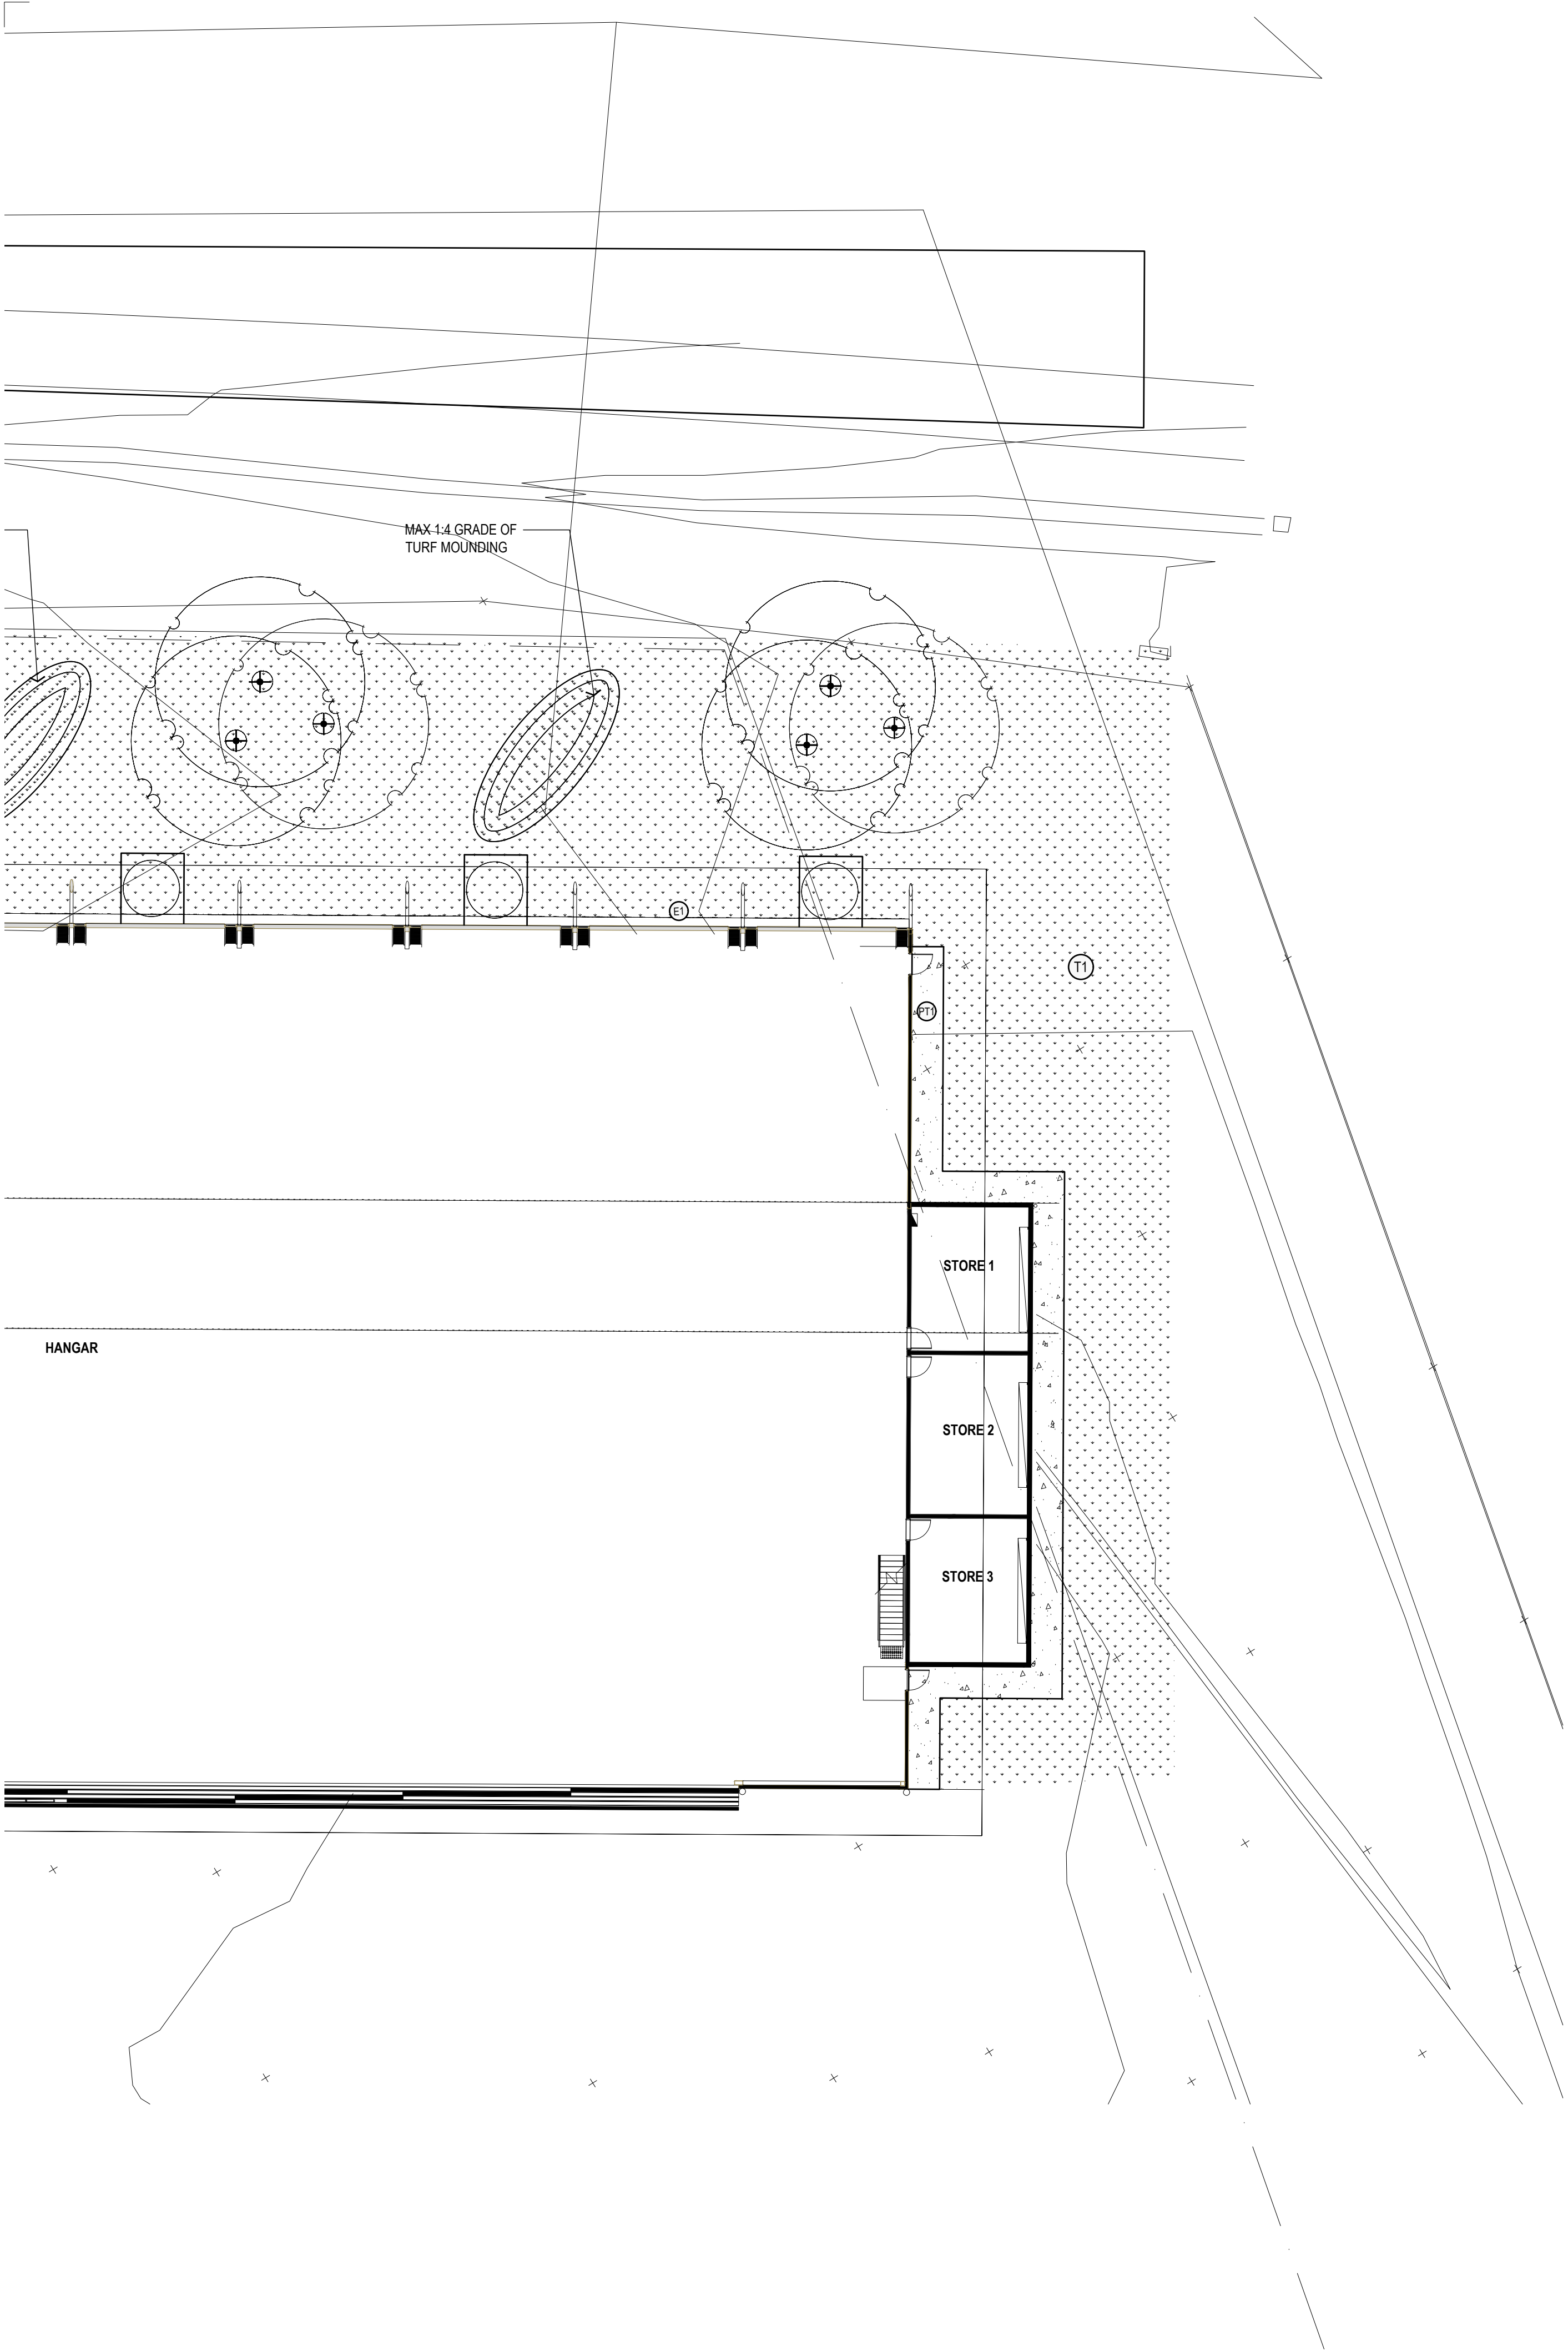 MAX 1:4 GRADE OF
TURF MOUNDING
E1
T1
PT1
STORE 1
HANGAR
STORE 2
STORE 3